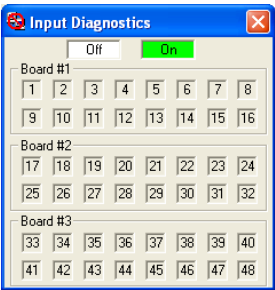 Input Diagnostics
Off On
Board #1
1 2 3 4 5 6 7 8
9 10 11 12 13 14 15 16
Board #2
17 18 19 20 21 22 23 24
25 26 27 28 29 30 31 32
Board #3
33 34 35 36 37 38 39 40
41 42 43 44 45 46 47 48